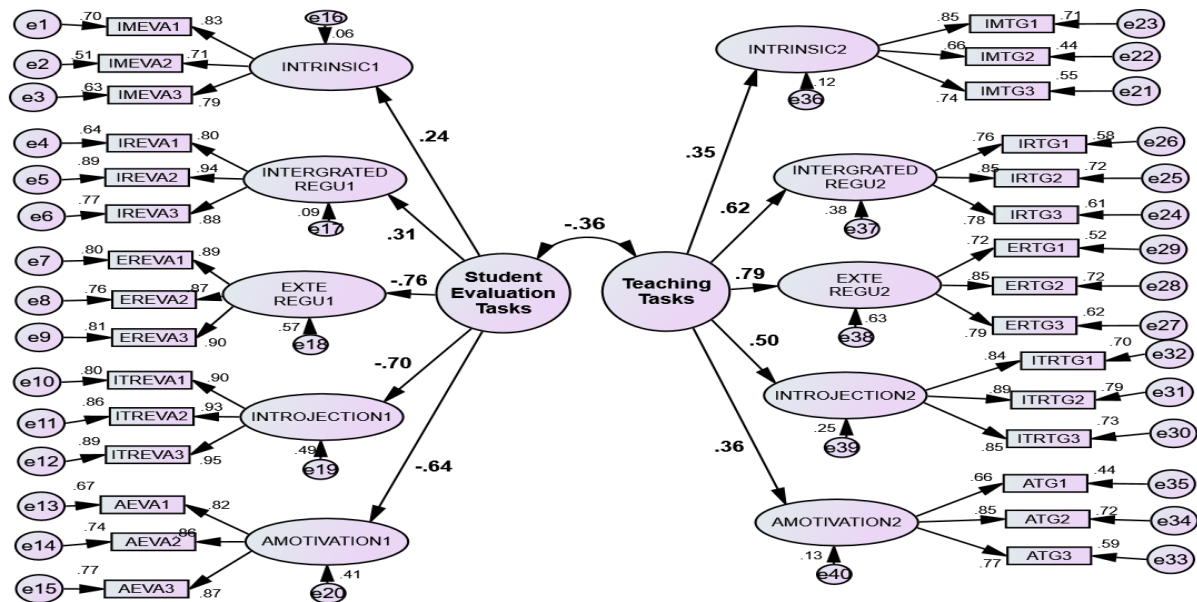 e1 .70 IMEVA1 .83
e2 .51 IMEVA2 .71
e3 .63 IMEVA3 .79
e16
.06
INTRINSIC1
.24
e4 .64 IREVA1 .80
e5 .89 IREVA2 .94
e6 .77 IREVA3 .88
INTERGRATED
REGU1
.09
e17
.31
e7 .80 EREVA1 .89
e8 .76 EREVA2 .87
e9 .81 EREVA3 .90
EXTE
REGU1
.57
e18
-.76
e10 .80 ITREVA1 .90
e11 .86 ITREVA2 .93
e12 .89 ITREVA3 .95
INTROJECTION1
.49
e19
-.70
e13 .67 AEVA1 .82
e14 .74 AEVA2 .86
e15 .77 AEVA3 .87
AMOTIVATION1
.41
e20
-.64
Student
Evaluation
Tasks
-.36
Teaching
Tasks
INTRINSIC2
.12
e36
.35
.85 IMTG1 .71 e23
.66 IMTG2 .44 e22
.74 IMTG3 .55 e21
INTERGRATED
REGU2
.38
e37
.62
.76 IRTG1 .58 e26
.85 IRTG2 .72 e25
.78 IRTG3 .61 e24
EXTE
REGU2
.63
e38
.79
.72 ERTG1 .52 e29
.85 ERTG2 .72 e28
.79 ERTG3 .62 e27
INTROJECTION2
.25
e39
.50
.84 ITRTG1 .70 e32
.89 ITRTG2 .79 e31
.85 ITRTG3 .73 e30
AMOTIVATION2
.13
e40
.36
.66 ATG1 .44 e35
.85 ATG2 .72 e34
.77 ATG3 .59 e33